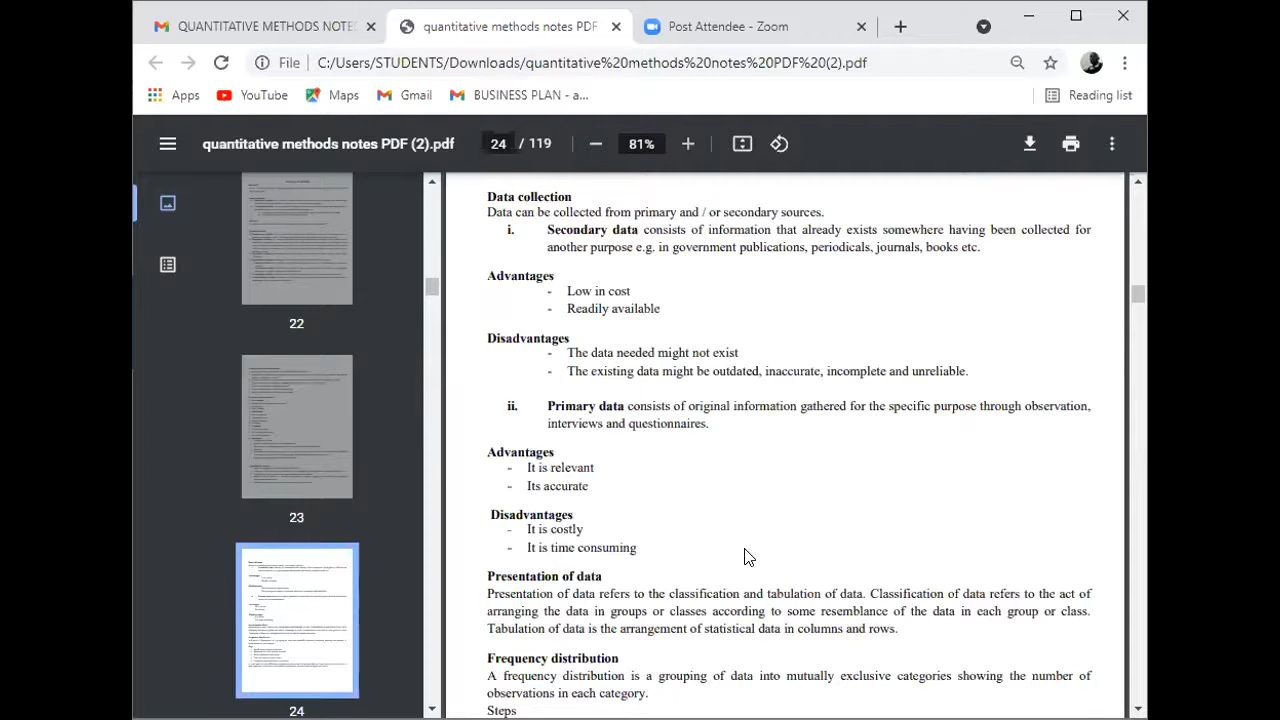 QUANTITATIVE METHODS NOTES
quantitative methods notes PDF
Post Attendee - Zoom
File C:/Users/STUDENTS/Downloads/quantitative%20methods%20notes%20PDF%20(2).pdf
Apps YouTube Maps Gmail BUSINESS PLAN - a... Reading list
quantitative methods notes PDF (2).pdf 24 / 119 81%
22
23
24
Data collection
Data can be collected from primary and / or secondary sources.
i. Secondary data consists of information that already exists somewhere having been collected for
another purpose e.g. in government publications, periodicals, journals, books etc.
Advantages
- Low in cost
- Readily available
Disadvantages
- The data needed might not exist
- The existing data might be outdated, inaccurate, incomplete and unreliable.
ii. Primary data consists of original information gathered for the specific purpose through observation,
interviews and questionnaires.
Advantages
- It is relevant
- Its accurate
Disadvantages
- It is costly
- It is time consuming
Presentation of data
Presentation of data refers to the classification and tabulation of data. Classification of data refers to the act of
arranging the data in groups or classes according to some resemblance of the data in each group or class.
Tabulation of data is the arrangement of statistical data in columns and rows.
Frequency distribution
A frequency distribution is a grouping of data into mutually exclusive categories showing the number of
observations in each category.
Steps